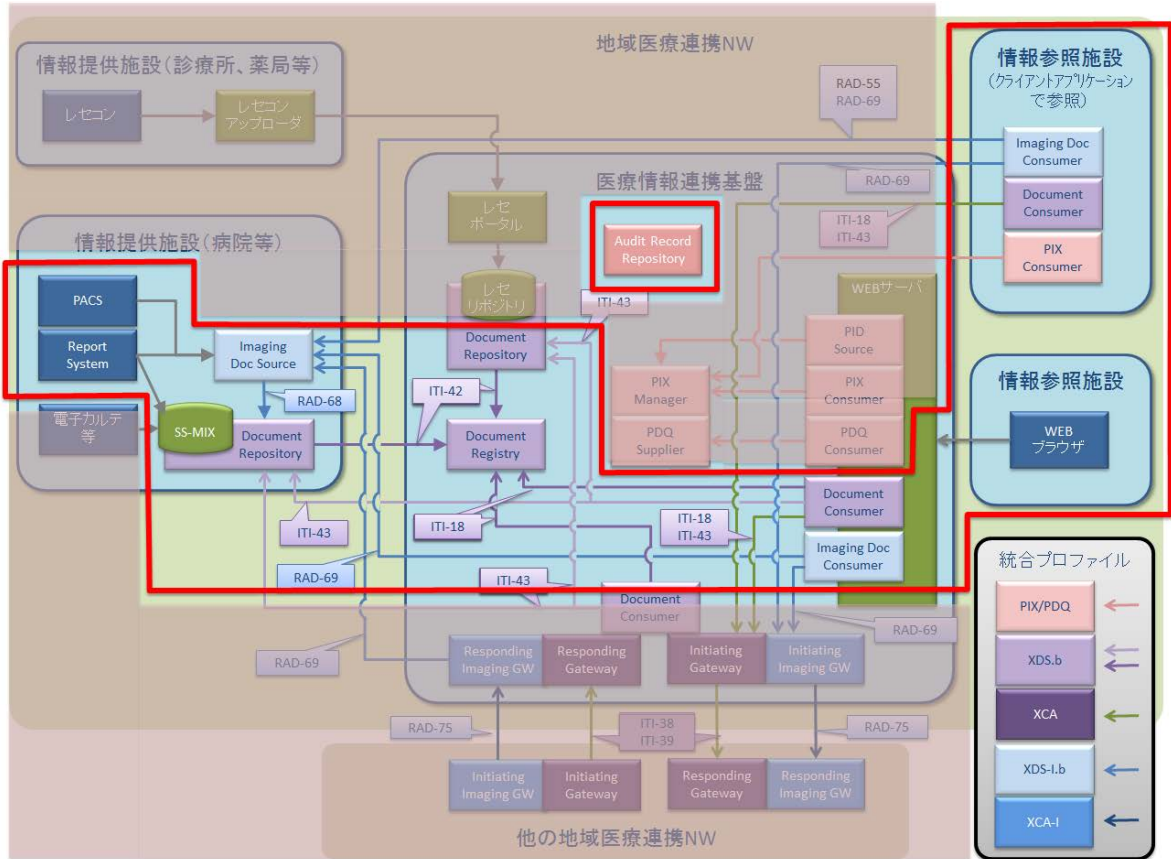 地域医療連携NW
情報提供施設(診療所、薬局等)
レセコン
レセコン
アップローダ
RAD-55
RAD-69
情報参照施設
(クライアントアプリケーション
で参照)
Imaging Doc
Consumer
Document
Consumer
PIX
Consumer
RAD-69
ITI-18
ITI-43
医療情報連携基盤
レセ
ポータル
Audit Record
Repository
レセ
リポジトリ
ITI-43
Document
Repository
WEBサーバ
PID
Source
PIX
Manager
PIX
Consumer
PDQ
Supplier
PDQ
Consumer
情報提供施設(病院等)
PACS
Report
System
Imaging
Doc Source
RAD-68
ITI-42
電子カルテ
等
SS-MIX
Document
Repository
Document
Registry
情報参照施設
WEB
ブラウザ
ITI-43
ITI-18
ITI-18
ITI-43
Document
Consumer
Imaging Doc
Consumer
RAD-69
ITI-43
Document
Consumer
RAD-69
RAD-69
Responding
Imaging GW
Responding
Gateway
Initiating
Gateway
Initiating
Imaging GW
RAD-75
ITI-38
ITI-39
RAD-75
Initiating
Imaging GW
Initiating
Gateway
Responding
Gateway
Responding
Imaging GW
他の地域医療連携NW
統合プロファイル
PIX/PDQ
XDS.b
XCA
XDS-I.b
XCA-I